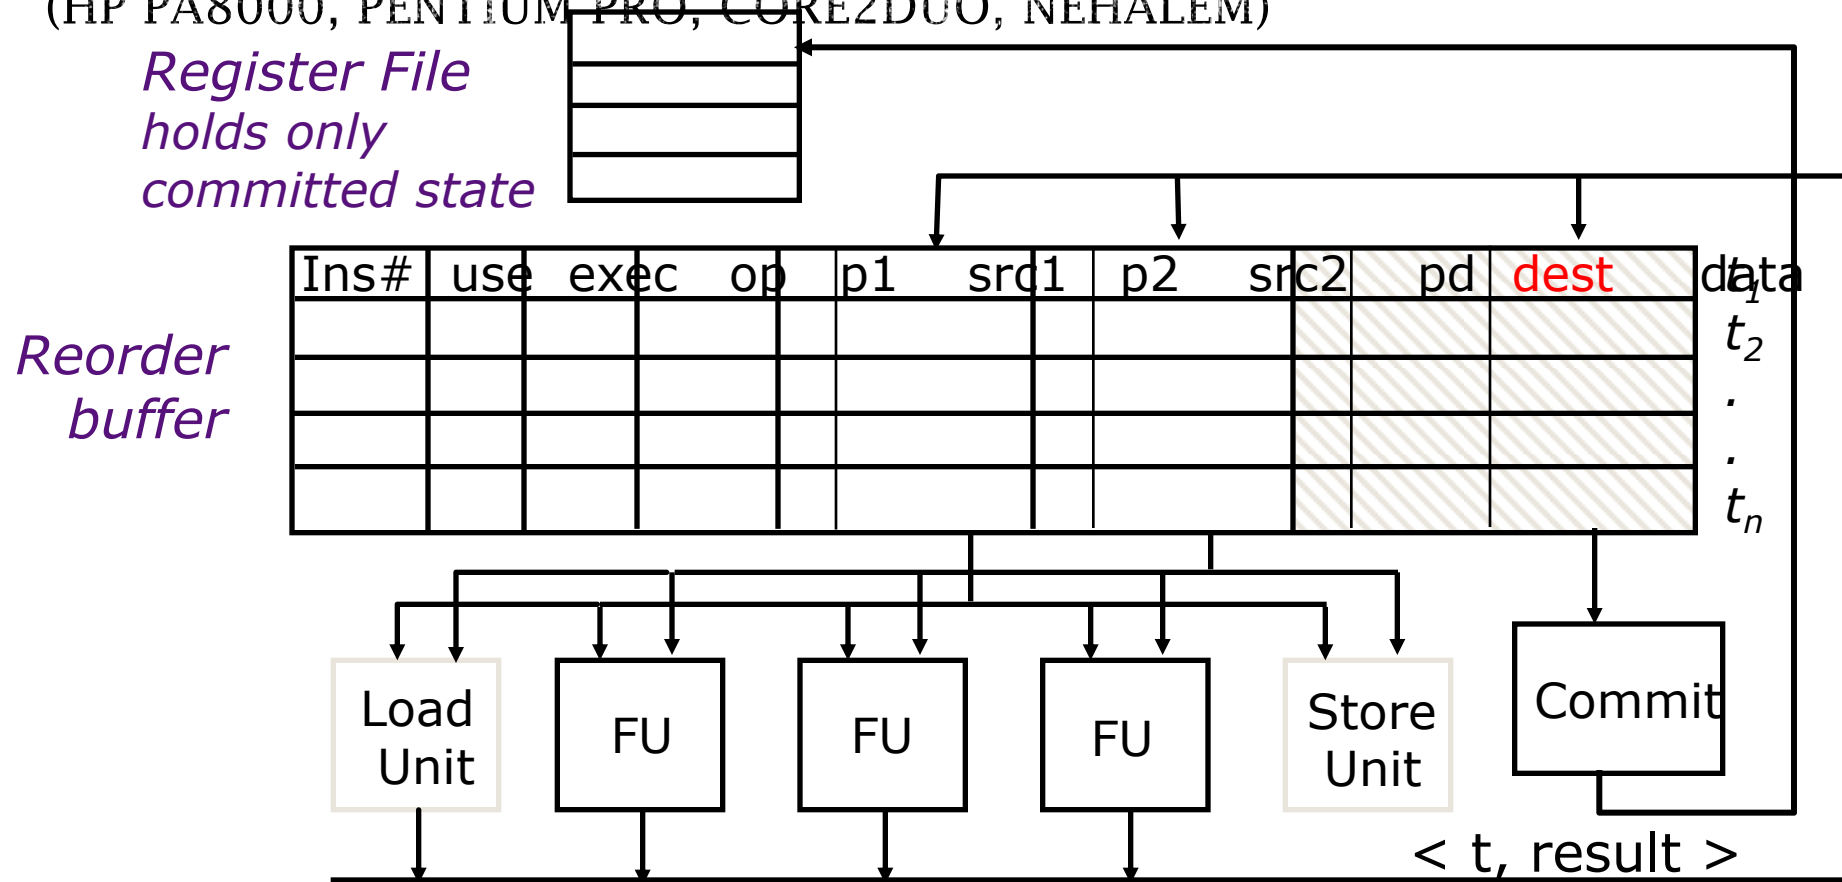 (HP PA8000, PENTIUM PRO, CORE2DUO, NEHALEM)
Register File
holds only
committed state
Ins# use exec op p1 src1 p2 src2 pd dest data
t1
t2
.
.
tn
Reorder
buffer
Load
Unit
FU
FU
FU
Store
Unit
Commit
< t, result >